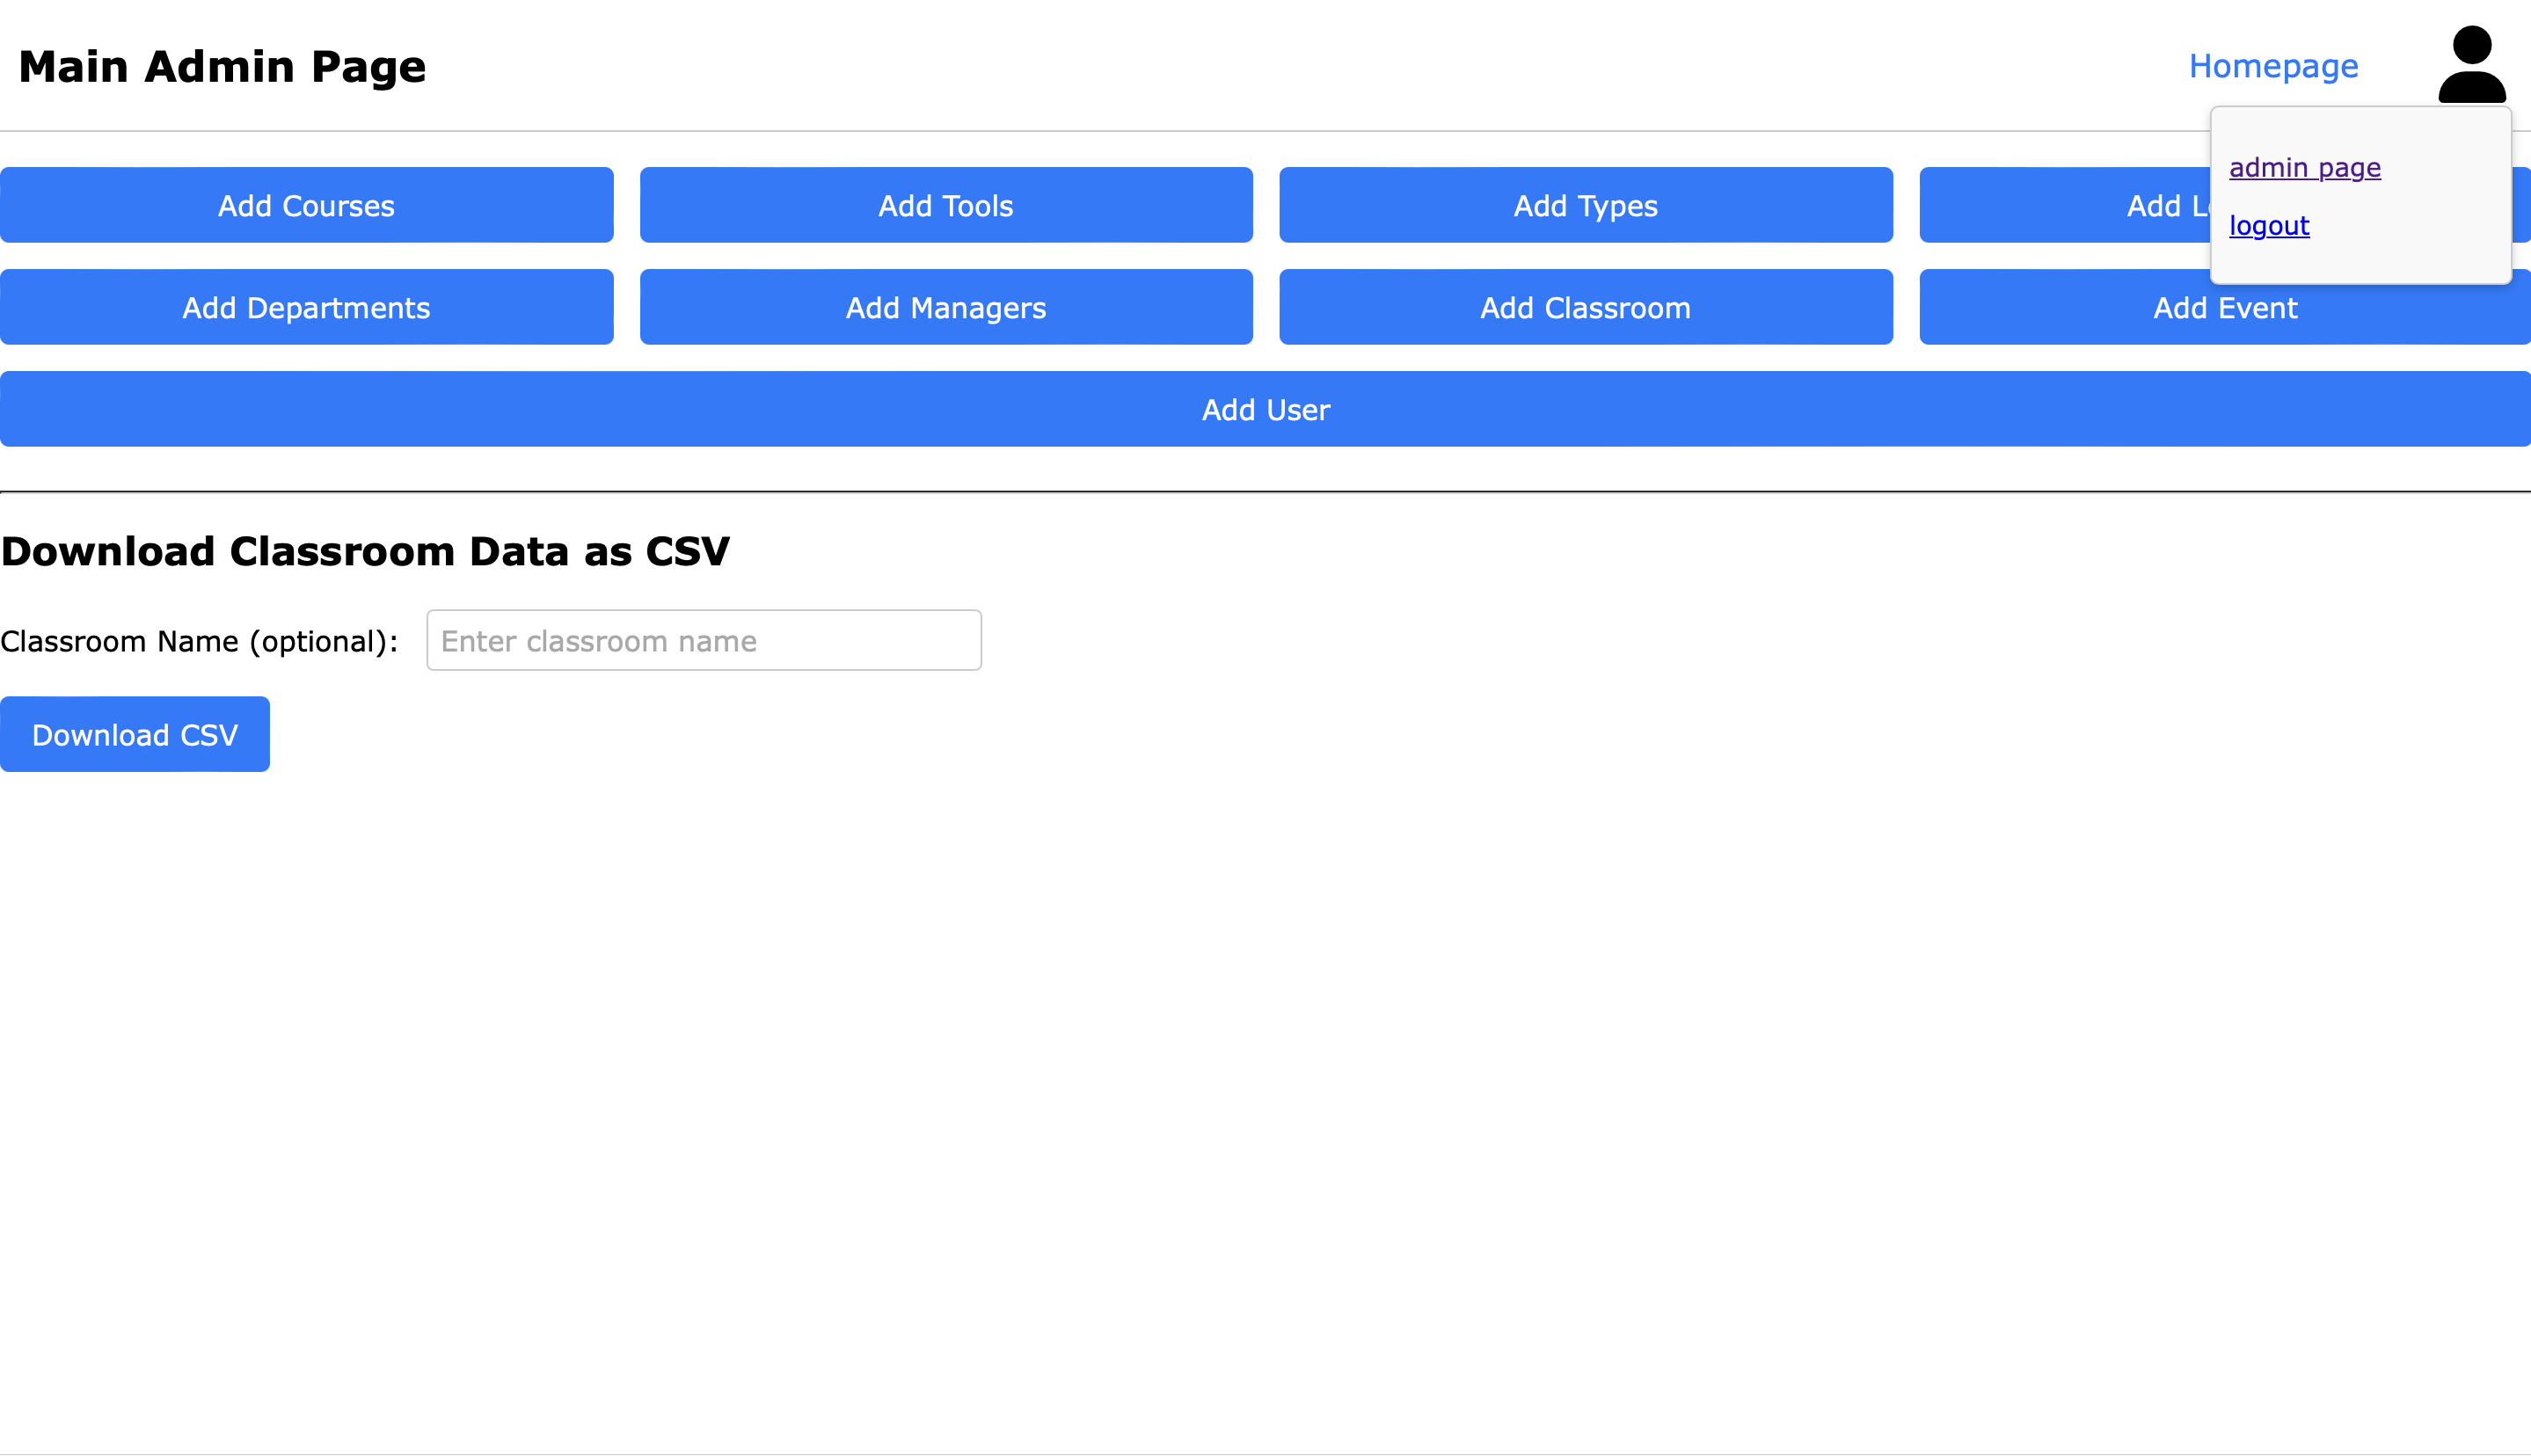 Main Admin Page
Homepage
admin page
logout
Add Courses
Add Tools
Add Types
Add
Add Departments
Add Managers
Add Classroom
Add Event
Add User
Download Classroom Data as CSV
Classroom Name (optional):
Enter classroom name
Download CSV